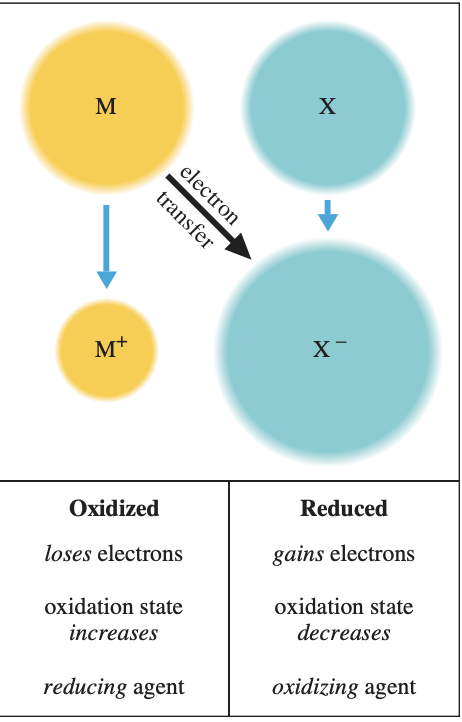 M
X
electron
transfer
M⁺
X⁻
Oxidized
Reduced
loses electrons
gains electrons
oxidation state
increases
oxidation state
decreases
reducing agent
oxidizing agent